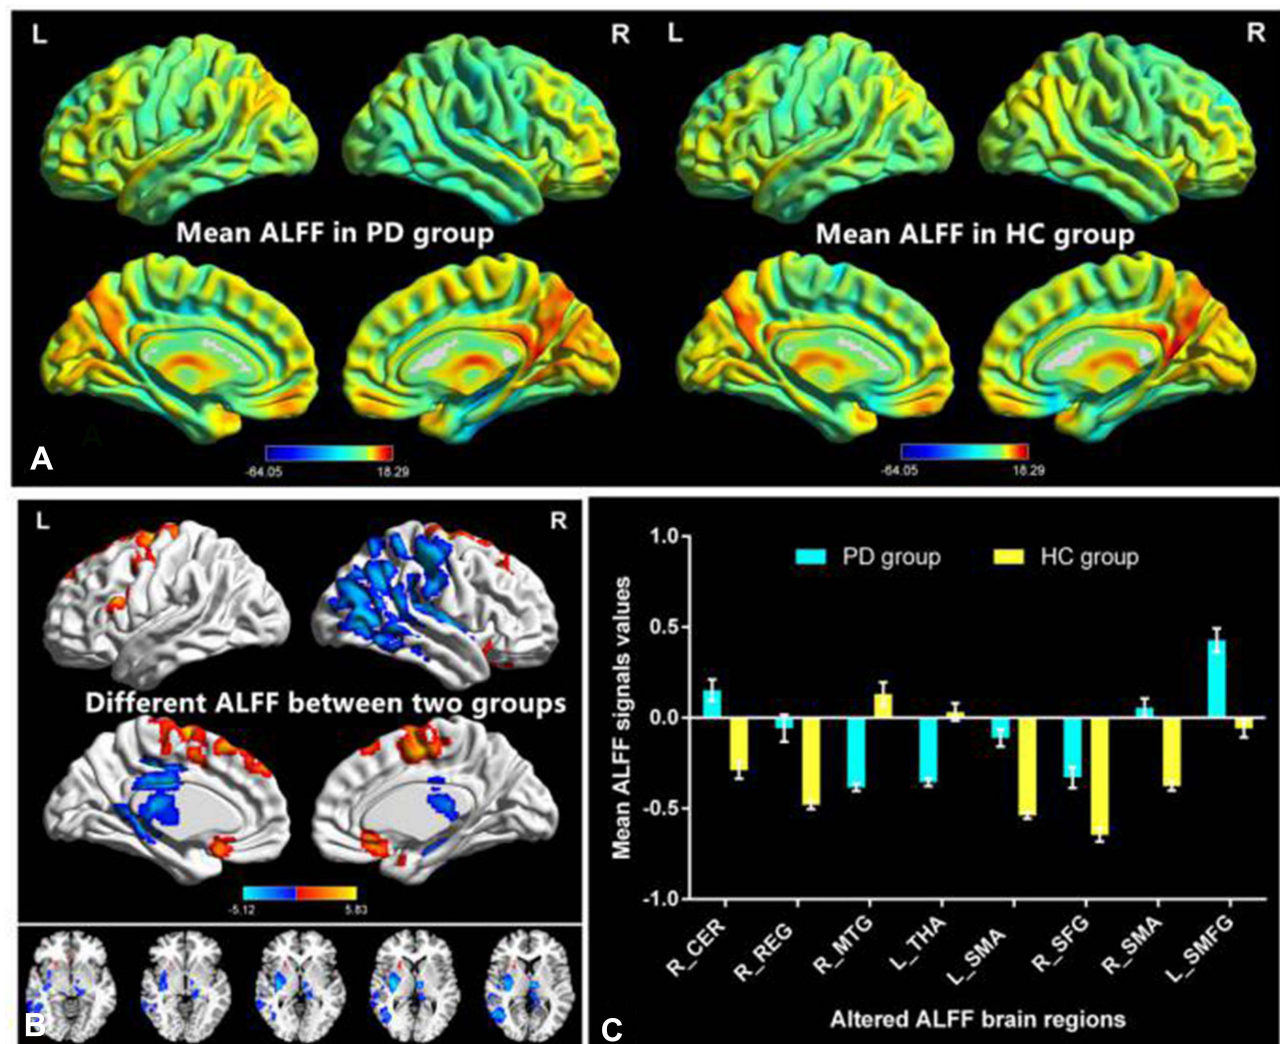 L R L R
Mean ALFF in PD group Mean ALFF in HC group
A
-64.05 18.29 -64.05 18.29
A
L R
Different ALFF between two groups
-5.12 5.83
B
1.0
0.5
0.0
-0.5
-1.0
Mean ALFF signals values
PD group HC group
R_CER R_REG R_MTG L_THA L_SMA R_SFG R_SMA L_SMFG
Altered ALFF brain regions
C